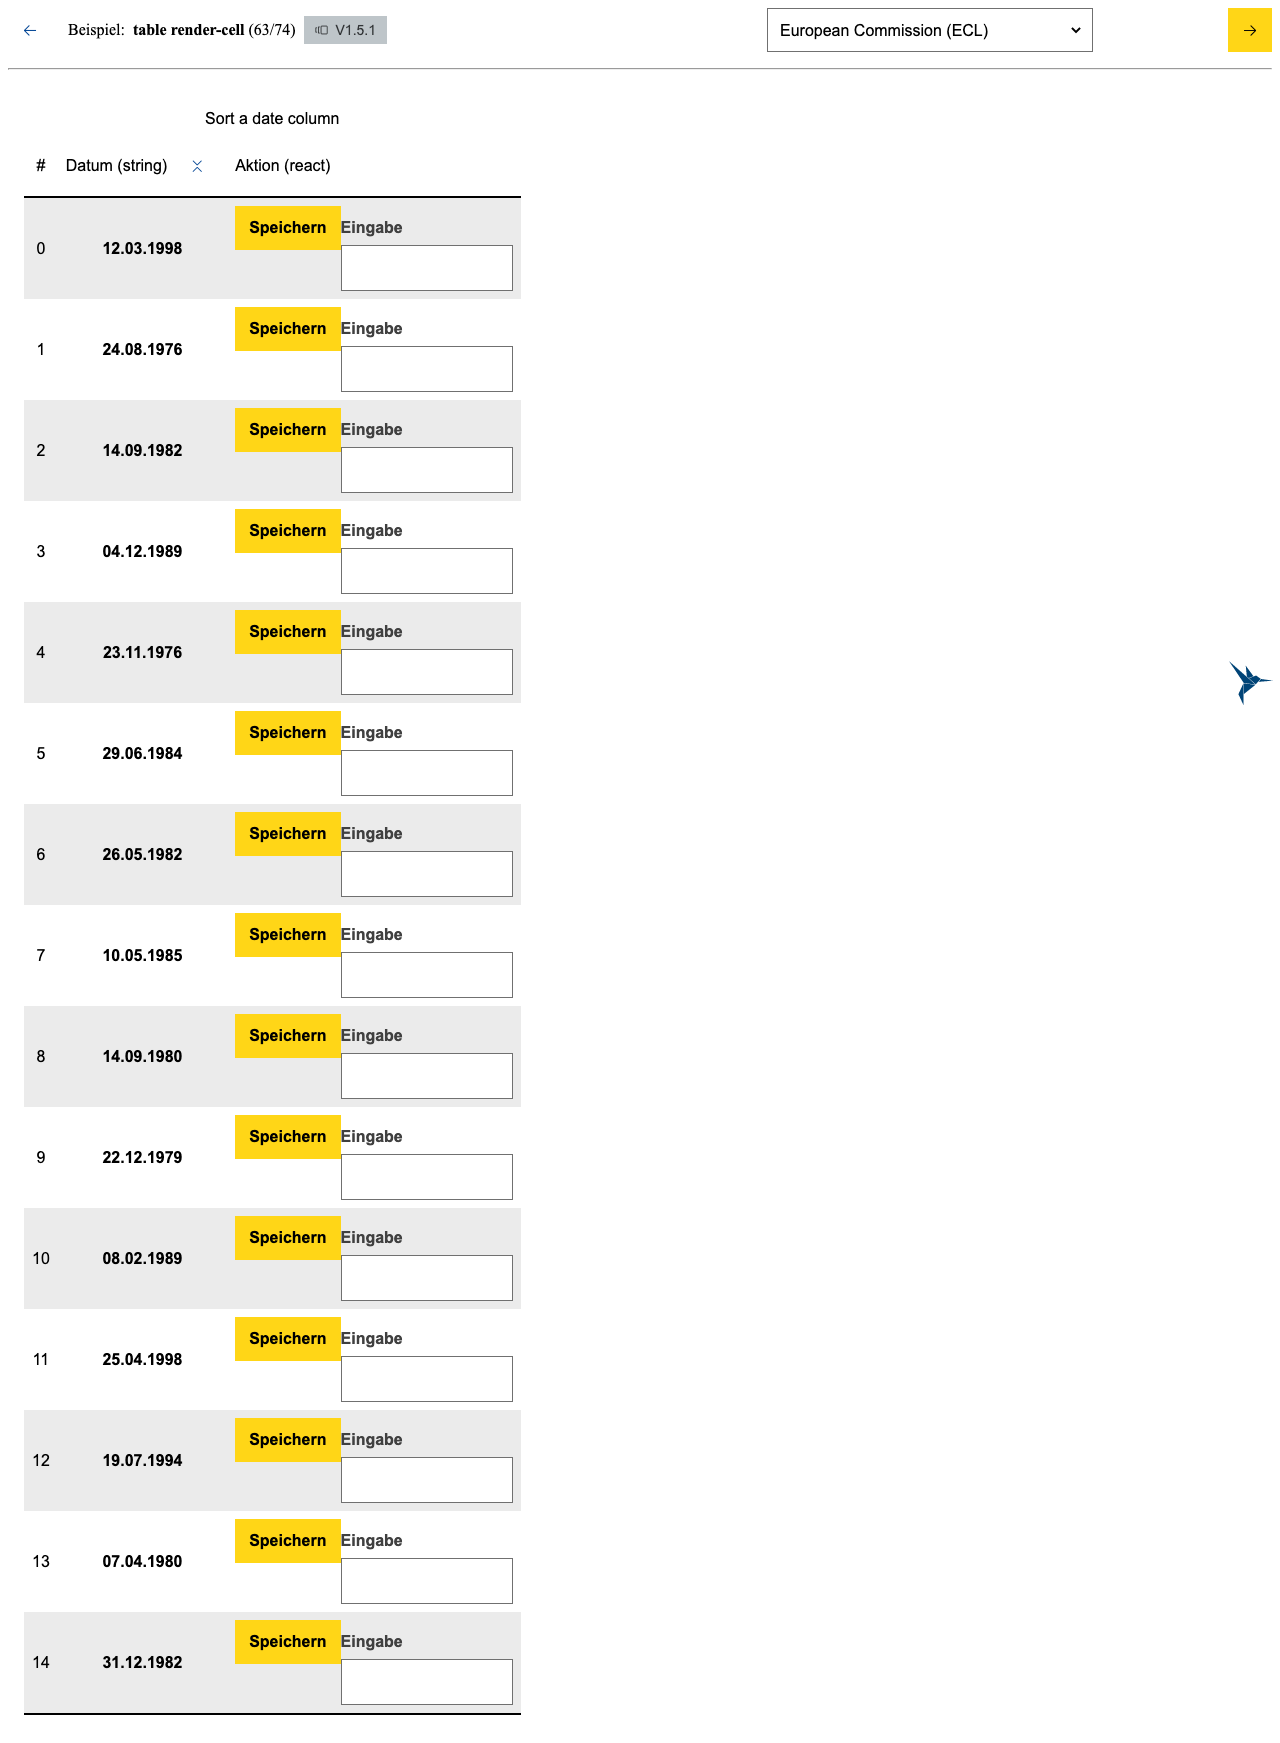 Beispiel: table render-cell (63/74) V1.5.1 European Commission (ECL)
Sort a date column
# Datum (string) Aktion (react)
0 12.03.1998 Speichern Eingabe
1 24.08.1976 Speichern Eingabe
2 14.09.1982 Speichern Eingabe
3 04.12.1989 Speichern Eingabe
4 23.11.1976 Speichern Eingabe
5 29.06.1984 Speichern Eingabe
6 26.05.1982 Speichern Eingabe
7 10.05.1985 Speichern Eingabe
8 14.09.1980 Speichern Eingabe
9 22.12.1979 Speichern Eingabe
10 08.02.1989 Speichern Eingabe
11 25.04.1998 Speichern Eingabe
12 19.07.1994 Speichern Eingabe
13 07.04.1980 Speichern Eingabe
14 31.12.1982 Speichern Eingabe